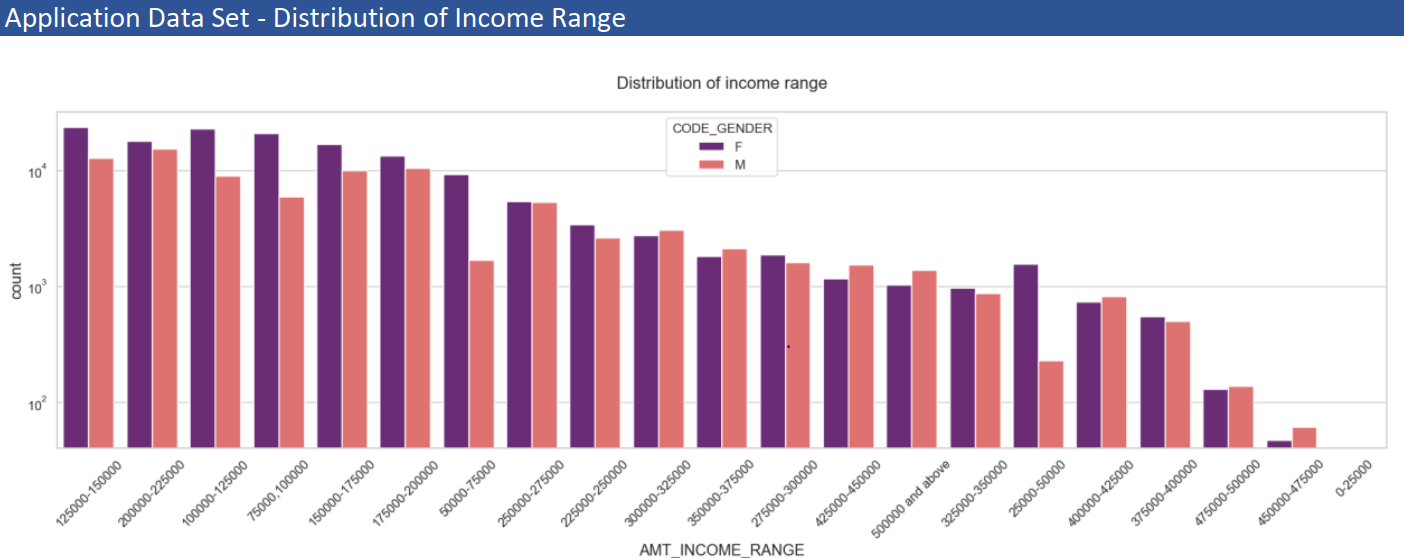 Application Data Set - Distribution of Income Range
Distribution of income range
CODE_GENDER
F
M
10⁴
10³
10²
count
125000-150000
200000-225000
100000-125000
75000,100000
150000-175000
175000-200000
50000-75000
250000-275000
225000-250000
300000-325000
350000-375000
275000-300000
425000-450000
500000 and above
325000-35000
25000-50000
400000-425000
375000-400000
475000-500000
450000-475000
0-25000
AMT_INCOME_RANGE